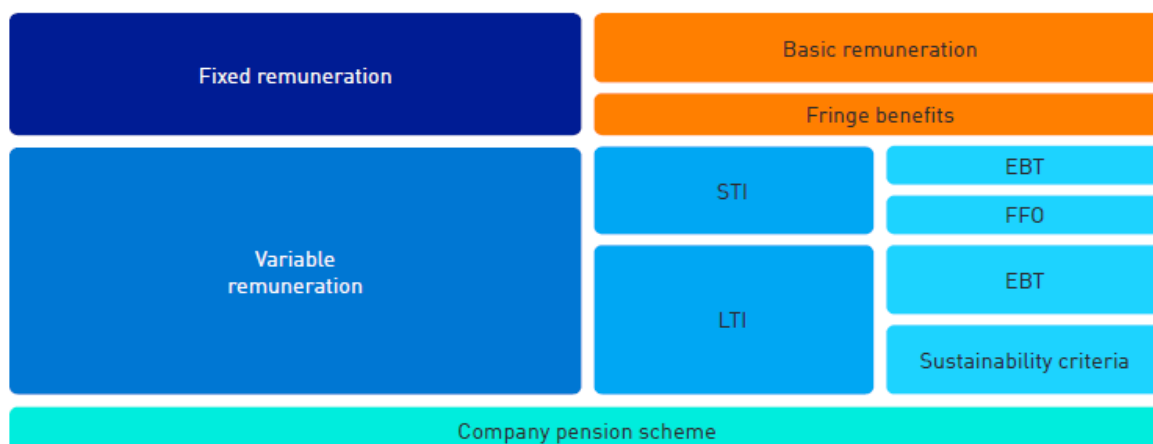 Fixed remuneration
Basic remuneration
Fringe benefits
Variable
remuneration
STI
EBT
FFO
LTI
EBT
Sustainability criteria
Company pension scheme